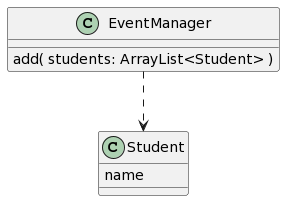 C EventManager
add( students: ArrayList<Student> )
C Student
name